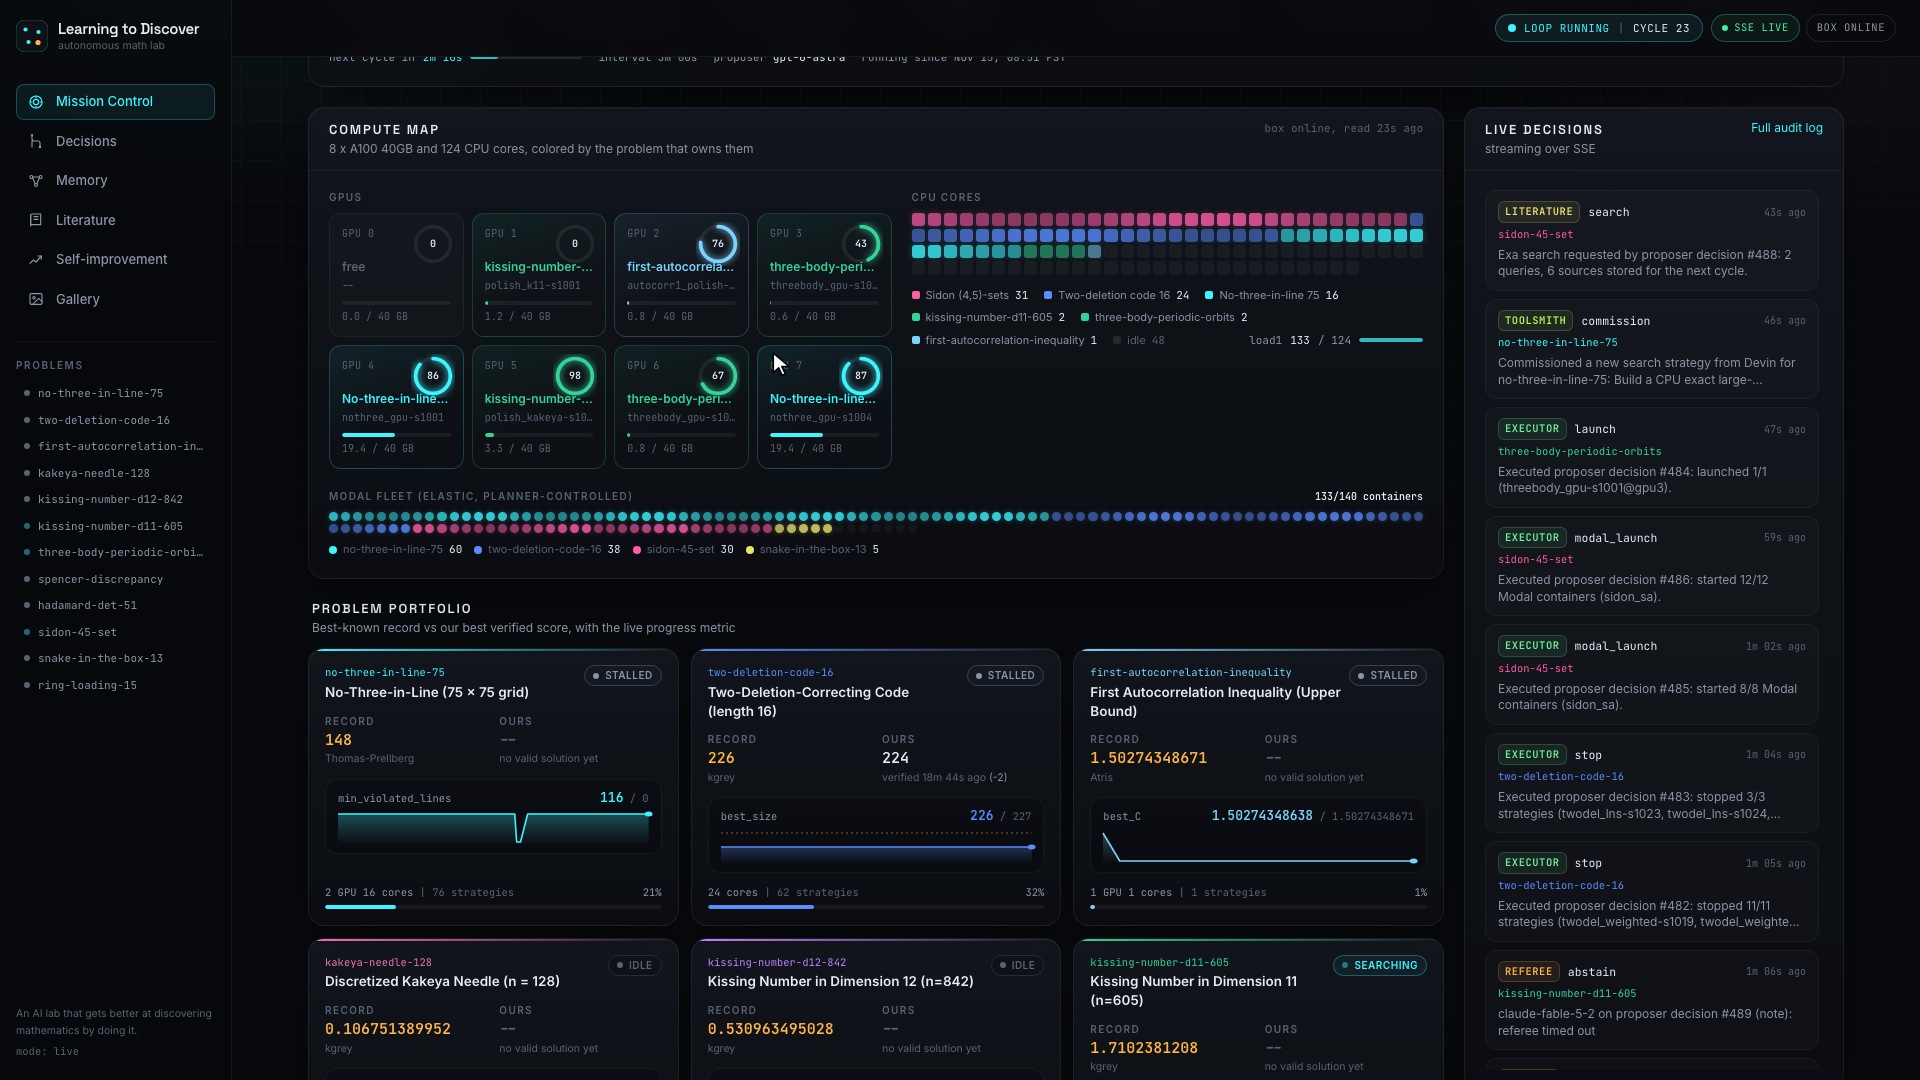 Learning to Discover
autonomous math lab
Mission Control
Decisions
Memory
Literature
Self-improvement
Gallery
PROBLEMS
no-three-in-line-75
two-deletion-code-16
first-autocorrelation-in…
kakeya-needle-128
kissing-number-d12-842
kissing-number-d11-605
three-body-periodic-orbi…
spencer-discrepancy
hadamard-det-51
sidon-45-set
snake-in-the-box-13
ring-loading-15
An AI lab that gets better at discovering
mathematics by doing it.
mode: live
LOOP RUNNING | CYCLE 23
SSE LIVE
BOX ONLINE
next cycle in 2m 16s interval 3m 00s proposer gpt-6-astra running since Nov 15, 08:51 PST
COMPUTE MAP
box online, read 23s ago
8 x A100 40GB and 124 CPU cores, colored by the problem that owns them
GPUS
GPU 0
0
free
--
0.0 / 40 GB
GPU 1
0
kissing-number-…
polish_k11-s1001
1.2 / 40 GB
GPU 2
76
first-autocorrela…
autocorr1_polish-…
0.8 / 40 GB
GPU 3
43
three-body-peri…
threebody_gpu-s10…
0.6 / 40 GB
GPU 4
86
No-three-in-line…
nothree_gpu-s1001
19.4 / 40 GB
GPU 5
98
kissing-number-…
polish_kakeya-s10…
3.3 / 40 GB
GPU 6
67
three-body-peri…
threebody_gpu-s10…
0.8 / 40 GB
7
87
No-three-in-line…
nothree_gpu-s1004
19.4 / 40 GB
CPU CORES
Sidon (4,5)-sets 31 Two-deletion code 16 24 No-three-in-line 75 16
kissing-number-d11-605 2 three-body-periodic-orbits 2
first-autocorrelation-inequality 1 idle 48 load1 133 / 124
MODAL FLEET (ELASTIC, PLANNER-CONTROLLED)
133/140 containers
no-three-in-line-75 60 two-deletion-code-16 38 sidon-45-set 30 snake-in-the-box-13 5
PROBLEM PORTFOLIO
Best-known record vs our best verified score, with the live progress metric
no-three-in-line-75
STALLED
No-Three-in-Line (75 × 75 grid)
RECORD
148
Thomas-Prellberg
OURS
--
no valid solution yet
min_violated_lines 116 / 0
2 GPU 16 cores | 76 strategies 21%
two-deletion-code-16
STALLED
Two-Deletion-Correcting Code
(length 16)
RECORD
226
kgrey
OURS
224
verified 18m 44s ago (-2)
best_size 226 / 227
24 cores | 62 strategies 32%
first-autocorrelation-inequality
STALLED
First Autocorrelation Inequality (Upper
Bound)
RECORD
1.50274348671
Atris
OURS
--
no valid solution yet
best_C 1.50274348638 / 1.50274348671
1 GPU 1 cores | 1 strategies 1%
kakeya-needle-128
IDLE
Discretized Kakeya Needle (n = 128)
RECORD
0.106751389952
kgrey
OURS
--
no valid solution yet
kissing-number-d12-842
IDLE
Kissing Number in Dimension 12 (n=842)
RECORD
0.530963495028
kgrey
OURS
--
no valid solution yet
kissing-number-d11-605
SEARCHING
Kissing Number in Dimension 11
(n=605)
RECORD
1.7102381208
kgrey
OURS
--
no valid solution yet
LIVE DECISIONS
Full audit log
streaming over SSE
LITERATURE search 43s ago
sidon-45-set
Exa search requested by proposer decision #488: 2
queries, 6 sources stored for the next cycle.
TOOLSMITH commission 46s ago
no-three-in-line-75
Commissioned a new search strategy from Devin for
no-three-in-line-75: Build a CPU exact large-…
EXECUTOR launch 47s ago
three-body-periodic-orbits
Executed proposer decision #484: launched 1/1
(threebody_gpu-s1001@gpu3).
EXECUTOR modal_launch 59s ago
sidon-45-set
Executed proposer decision #486: started 12/12
Modal containers (sidon_sa).
EXECUTOR modal_launch 1m 02s ago
sidon-45-set
Executed proposer decision #485: started 8/8 Modal
containers (sidon_sa).
EXECUTOR stop 1m 04s ago
two-deletion-code-16
Executed proposer decision #483: stopped 3/3
strategies (twodel_lns-s1023, twodel_lns-s1024,…
EXECUTOR stop 1m 05s ago
two-deletion-code-16
Executed proposer decision #482: stopped 11/11
strategies (twodel_weighted-s1019, twodel_weighte…
REFEREE abstain 1m 06s ago
kissing-number-d11-605
claude-fable-5-2 on proposer decision #489 (note):
referee timed out